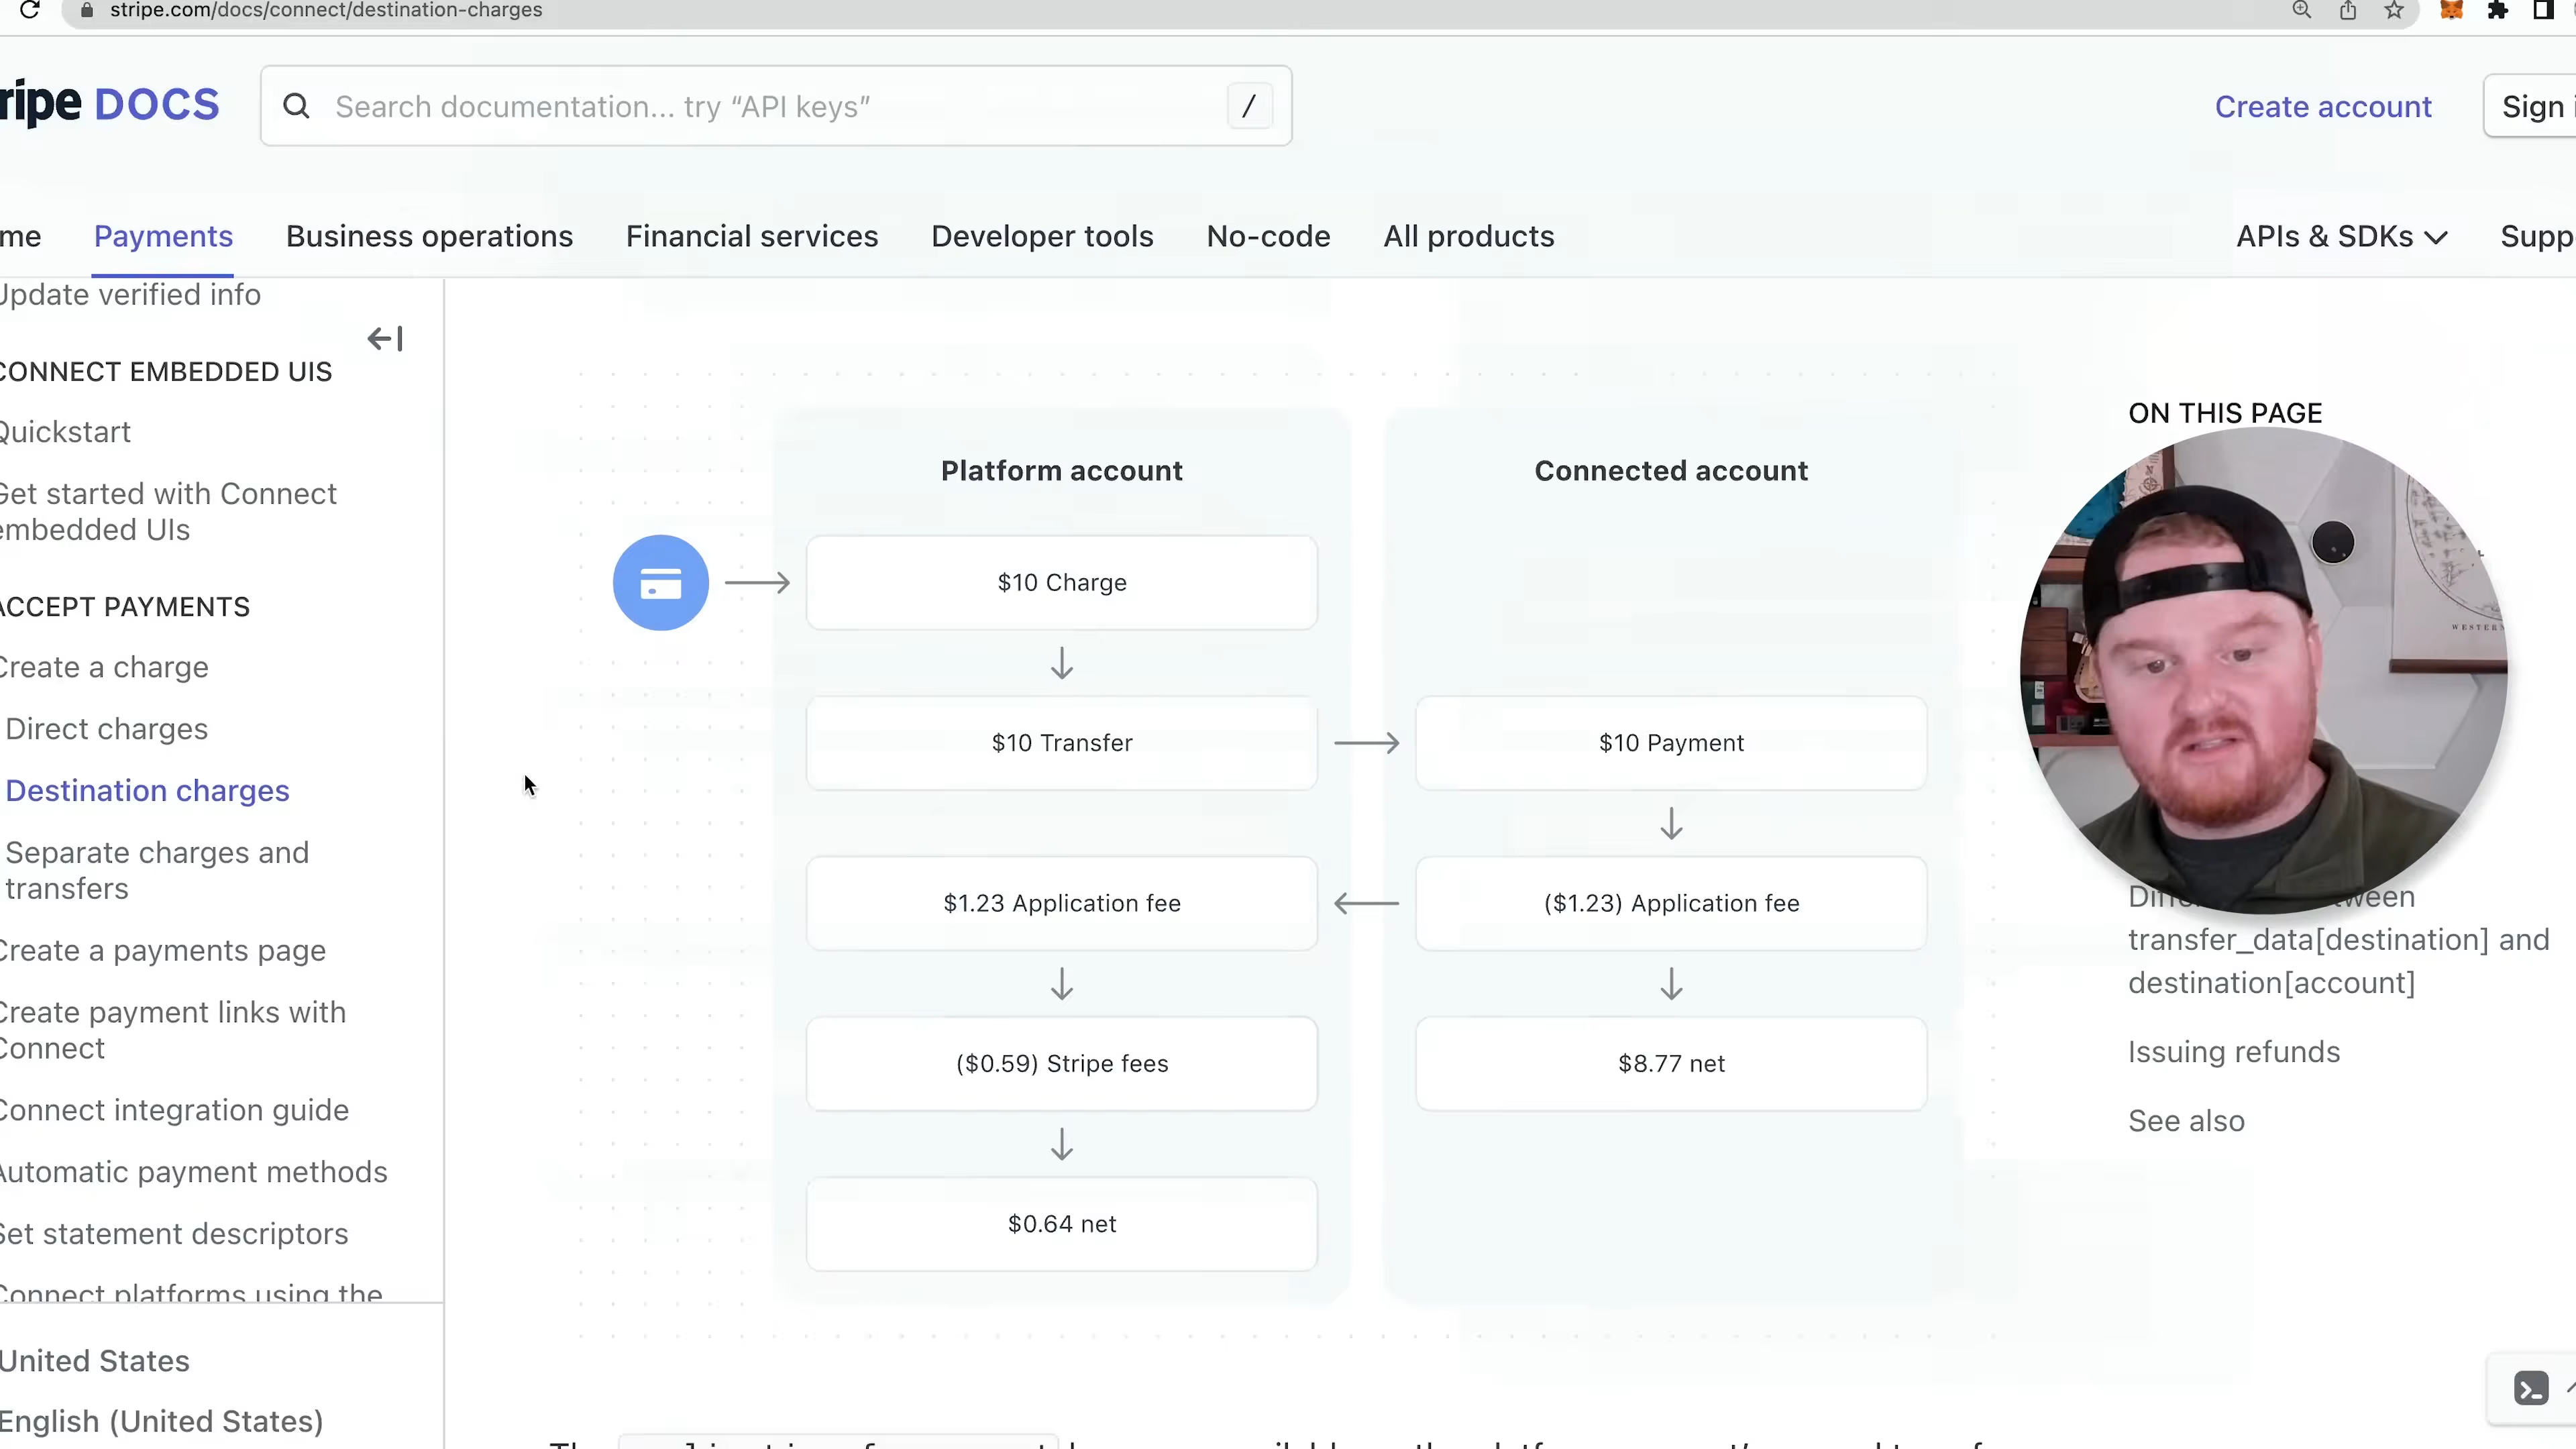 stripe.com/docs/connect/destination-charges
ripe DOCS
Search documentation... try “API keys”
/
Create account
Sign i
me
Payments
Business operations
Financial services
Developer tools
No-code
All products
APIs & SDKs
Supp
Update verified info
CONNECT EMBEDDED UIS
Quickstart
Get started with Connect
embedded UIs
ACCEPT PAYMENTS
Create a charge
Direct charges
Destination charges
Separate charges and
transfers
Create a payments page
Create payment links with
Connect
Connect integration guide
Automatic payment methods
Set statement descriptors
Connect platforms using the
United States
English (United States)
Platform account
Connected account
$10 Charge
$10 Transfer
$10 Payment
$1.23 Application fee
($1.23) Application fee
($0.59) Stripe fees
$8.77 net
$0.64 net
ON THIS PAGE
WESTERN
transfer_data[destination] and
destination[account]
Issuing refunds
See also